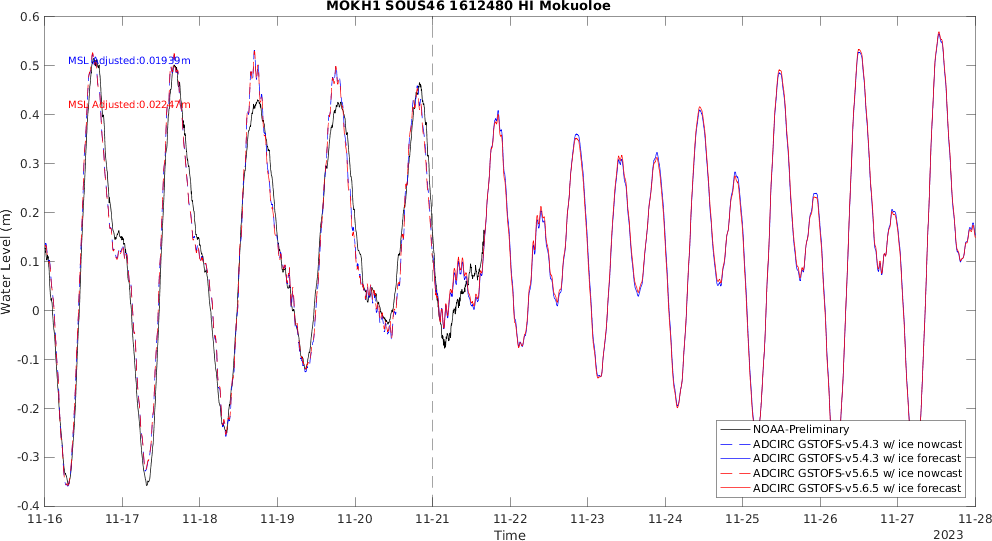 MOKH1 SOUS46 1612480 HI Mokuoloe
MSL Adjusted:0.01939m
MSL Adjusted:0.02247m
Water Level (m)
0.6
0.5
0.4
0.3
0.2
0.1
0
-0.1
-0.2
-0.3
-0.4
NOAA-Preliminary
ADCIRC GSTOFS-v5.4.3 w/ ice nowcast
ADCIRC GSTOFS-v5.4.3 w/ ice forecast
ADCIRC GSTOFS-v5.6.5 w/ ice nowcast
ADCIRC GSTOFS-v5.6.5 w/ ice forecast
11-16 11-17 11-18 11-19 11-20 11-21 11-22 11-23 11-24 11-25 11-26 11-27 11-28
Time
2023